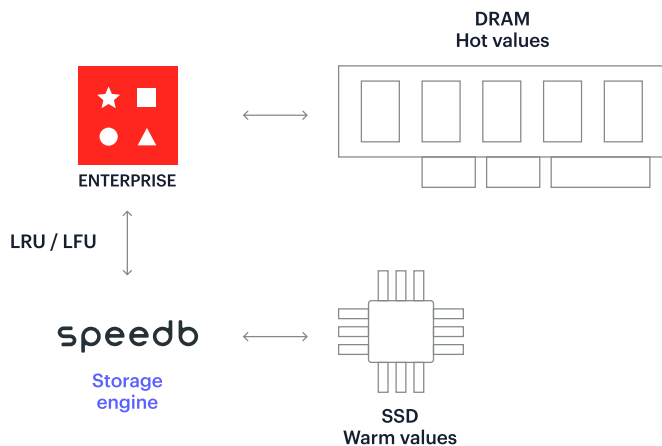 DRAM
Hot values
ENTERPRISE
LRU / LFU
speedb
Storage
engine
SSD
Warm values